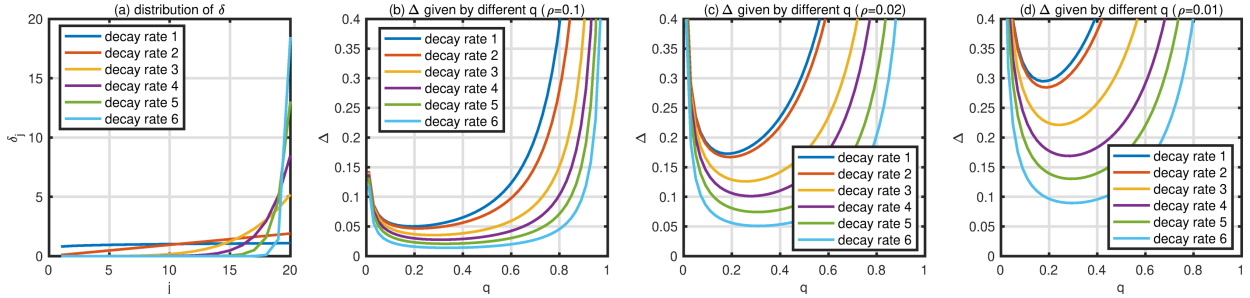 (a) distribution of δ
20
15
10
5
0
δj
0
5
10
15
20
j
decay rate 1
decay rate 2
decay rate 3
decay rate 4
decay rate 5
decay rate 6
(b) Δ given by different q (ρ=0.1)
0.4
0.35
0.3
0.25
0.2
0.15
0.1
0.05
0
Δ
0
0.2
0.4
0.6
0.8
1
q
decay rate 1
decay rate 2
decay rate 3
decay rate 4
decay rate 5
decay rate 6
(c) Δ given by different q (ρ=0.02)
0.4
0.35
0.3
0.25
0.2
0.15
0.1
0.05
0
Δ
0
0.2
0.4
0.6
0.8
1
q
decay rate 1
decay rate 2
decay rate 3
decay rate 4
decay rate 5
decay rate 6
(d) Δ given by different q (ρ=0.01)
0.4
0.35
0.3
0.25
0.2
0.15
0.1
0.05
0
Δ
0
0.2
0.4
0.6
0.8
1
q
decay rate 1
decay rate 2
decay rate 3
decay rate 4
decay rate 5
decay rate 6